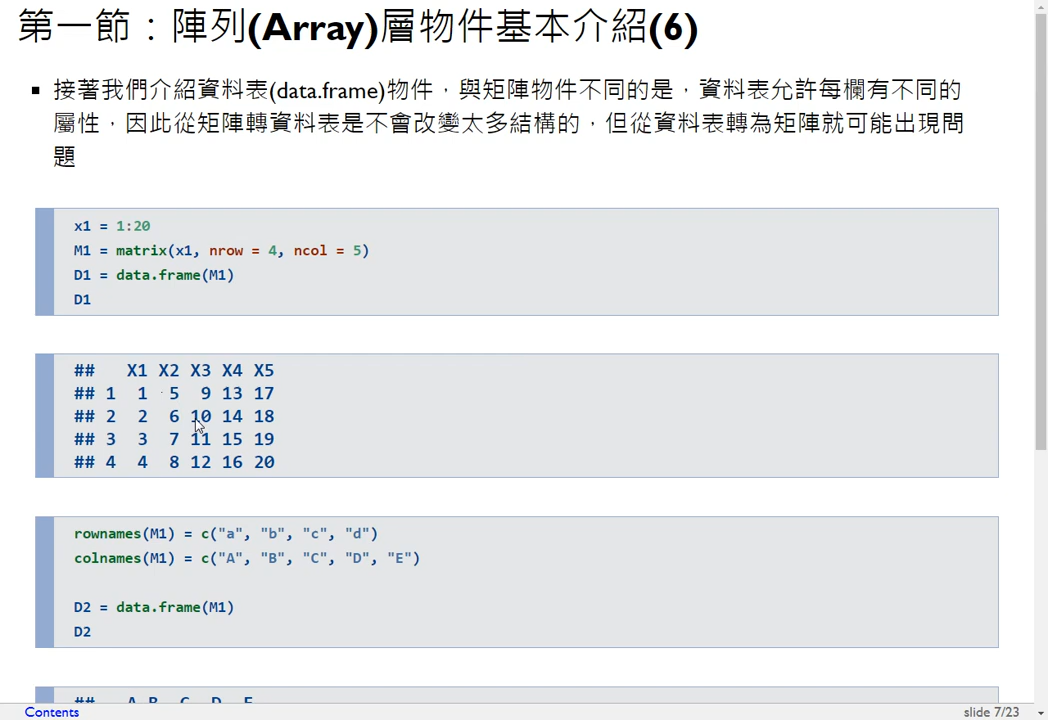 第一節：陣列(Array)層物件基本介紹(6)
接著我們介紹資料表(data.frame)物件，與矩陣物件不同的是，資料表允許每欄有不同的
屬性，因此從矩陣轉資料表是不會改變太多結構的，但從資料表轉為矩陣就可能出現問
題
x1 = 1:20
M1 = matrix(x1, nrow = 4, ncol = 5)
D1 = data.frame(M1)
D1
##   X1 X2 X3 X4 X5
## 1  1  5  9 13 17
## 2  2  6 10 14 18
## 3  3  7 11 15 19
## 4  4  8 12 16 20
rownames(M1) = c("a", "b", "c", "d")
colnames(M1) = c("A", "B", "C", "D", "E")
D2 = data.frame(M1)
D2
##   A B  C  D  E
Contents
slide 7/23